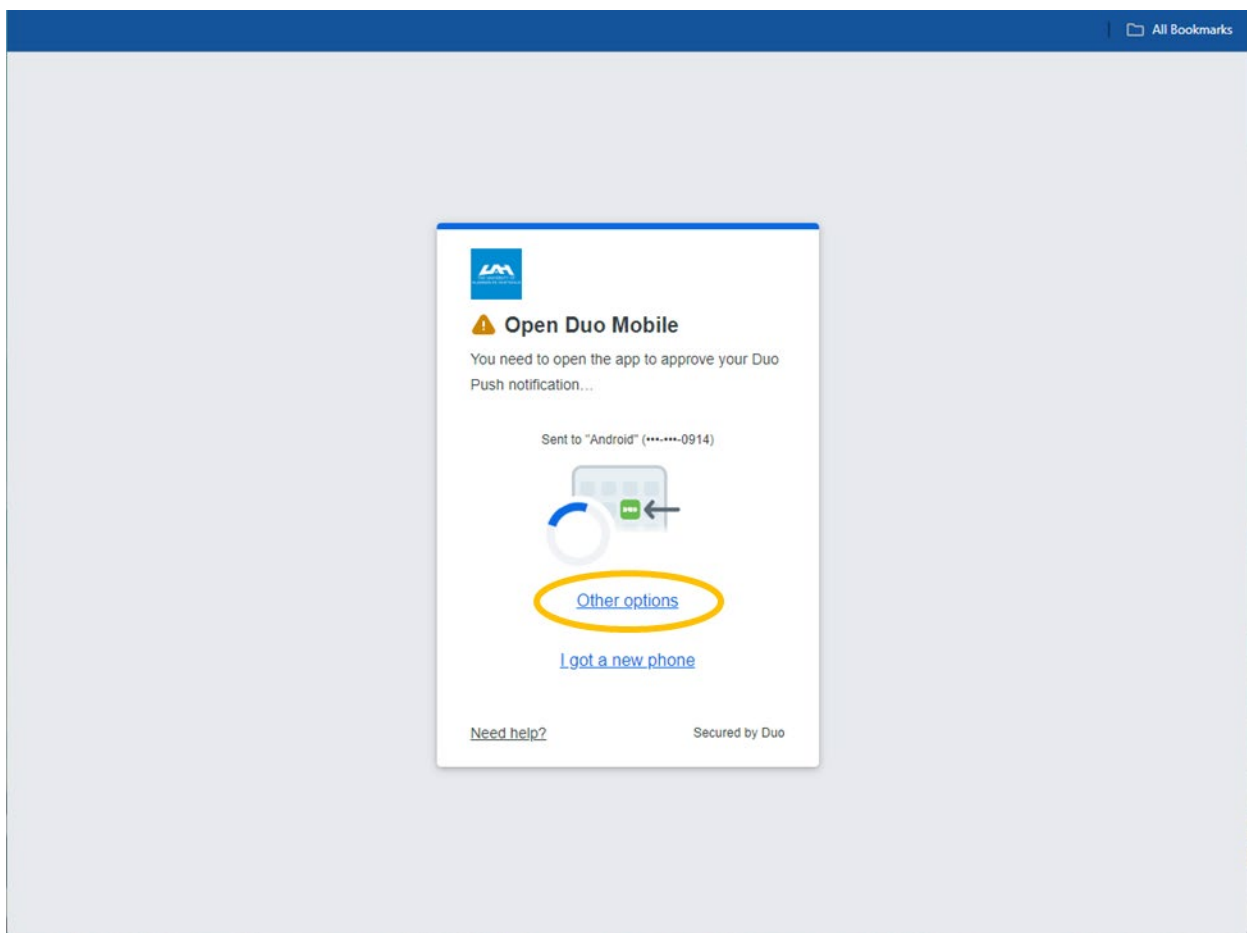 All Bookmarks
Open Duo Mobile
You need to open the app to approve your Duo
Push notification...
Sent to "Android" (•••-•••-0914)
Other options
I got a new phone
Need help?
Secured by Duo